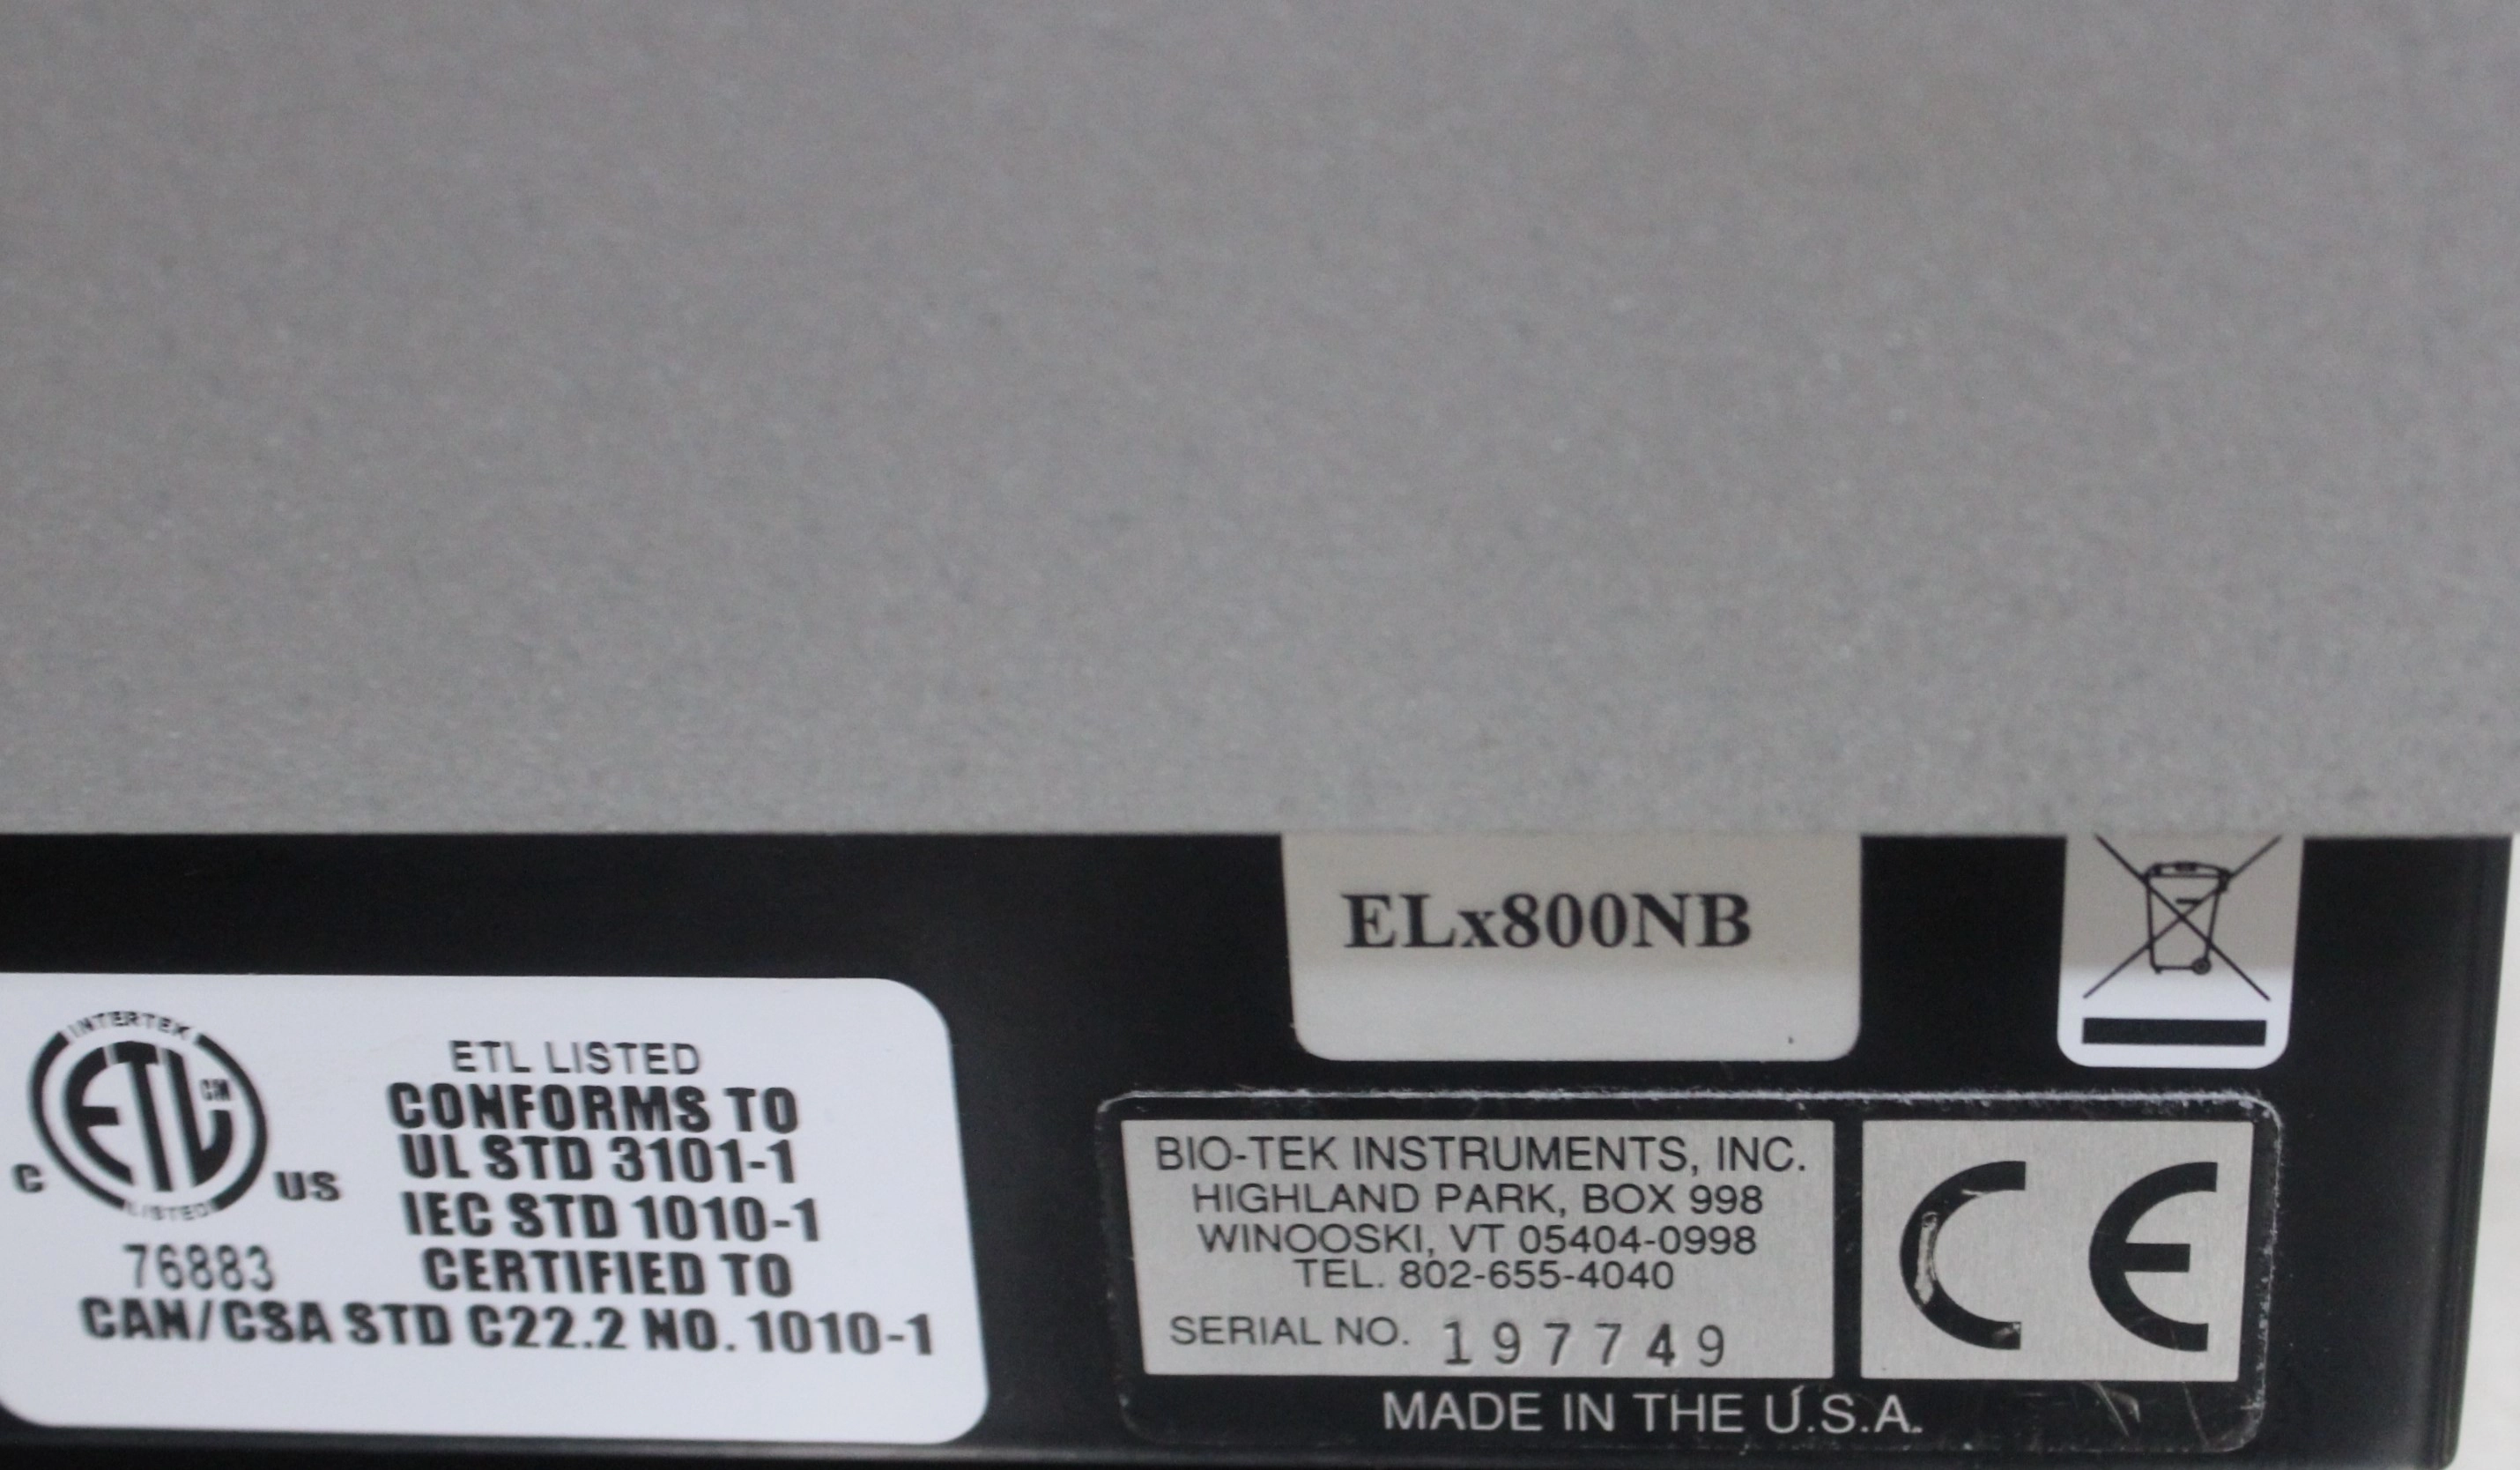 ELx800NB
INTERTEK
ETL CM
LISTED
C US
76883
ETL LISTED
CONFORMS TO
UL STD 3101-1
IEC STD 1010-1
CERTIFIED TO
CAN/CSA STD C22.2 NO. 1010-1
BIO-TEK INSTRUMENTS, INC.
HIGHLAND PARK, BOX 998
WINOOSKI, VT 05404-0998
TEL. 802-655-4040
SERIAL NO. 197749
CE
MADE IN THE U.S.A.